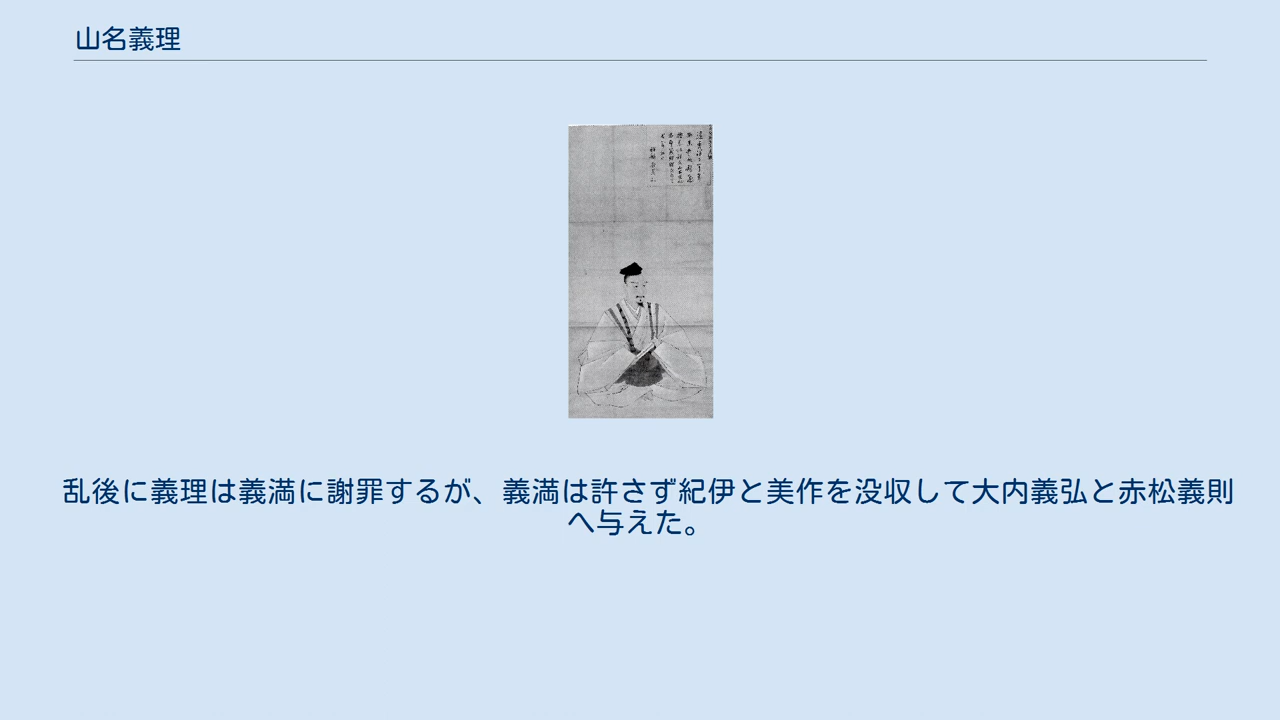 山名義理
乱後に義理は義満に謝罪するが、義満は許さず紀伊と美作を没収して大内義弘と赤松義則
へ与えた。